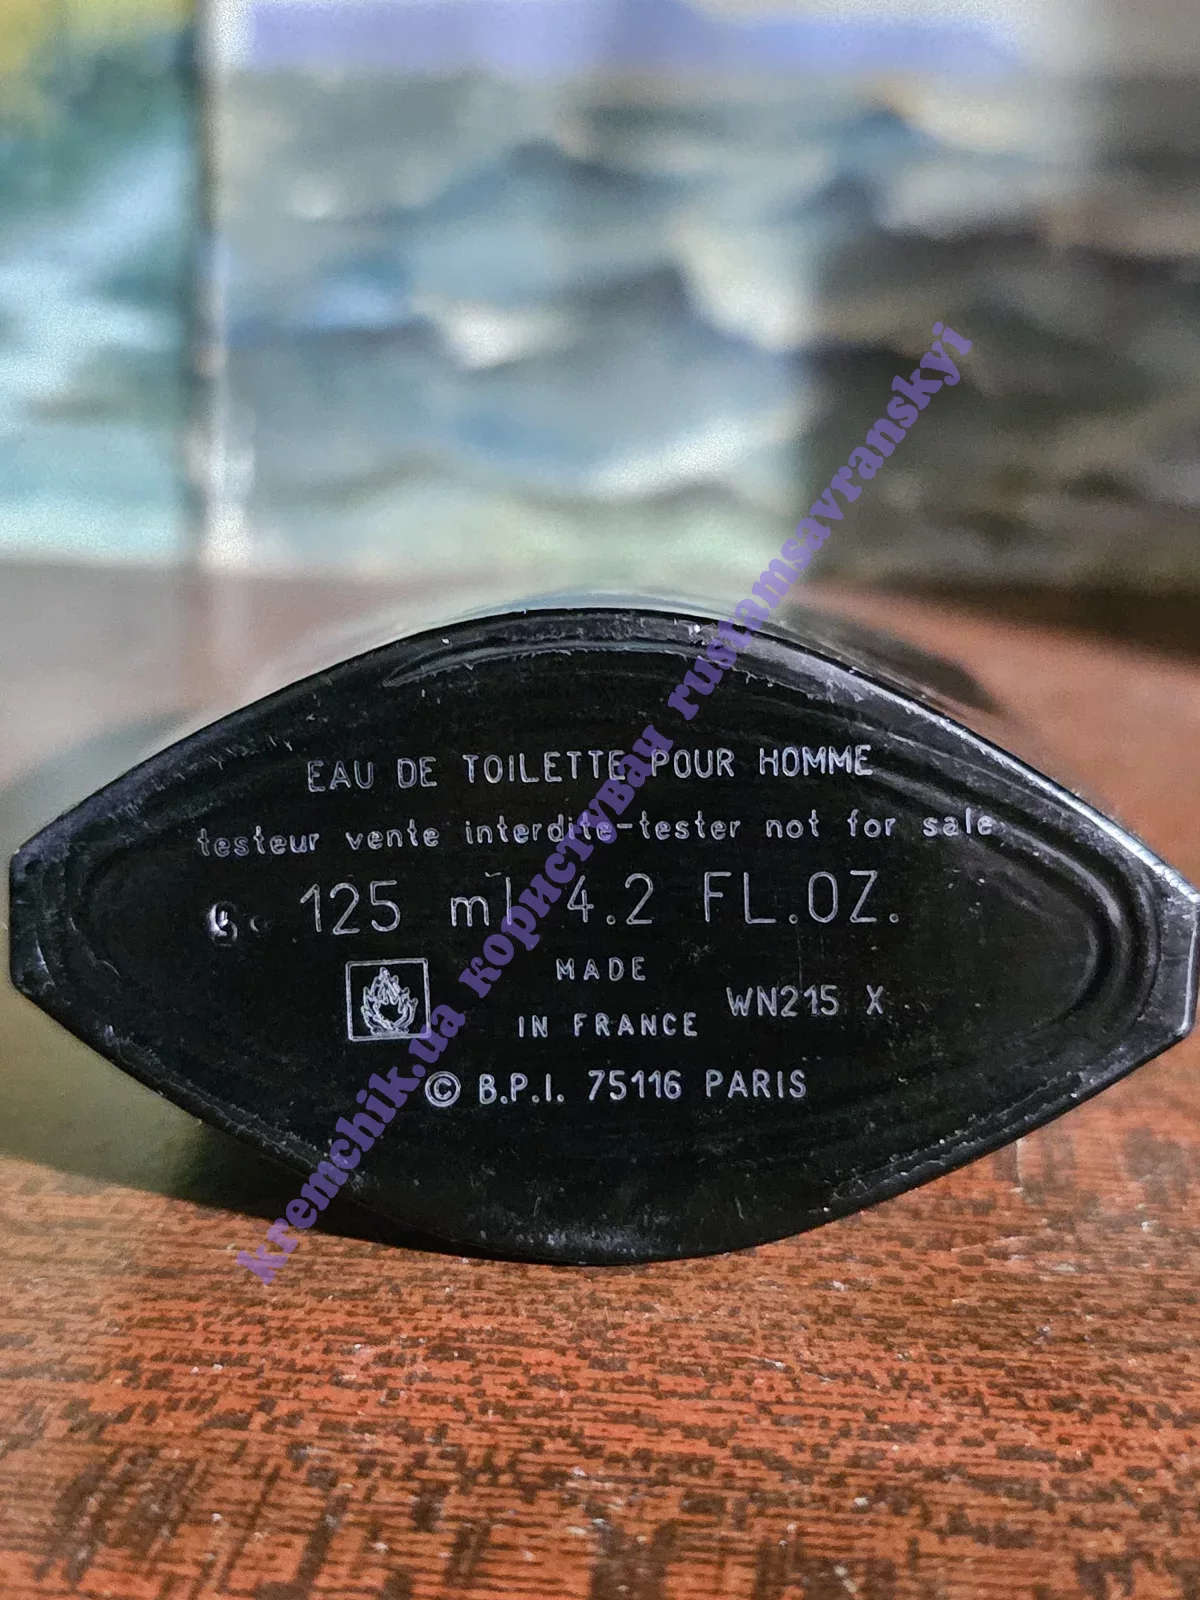 EAU DE TOILETTE POUR HOMME
testeur vente interdite-tester not for sale
125 ml 4.2 FL.OZ.
MADE
IN FRANCE
WN215 X
© B.P.I. 75116 PARIS
kremchik.ua користувач rustamsavranskyi